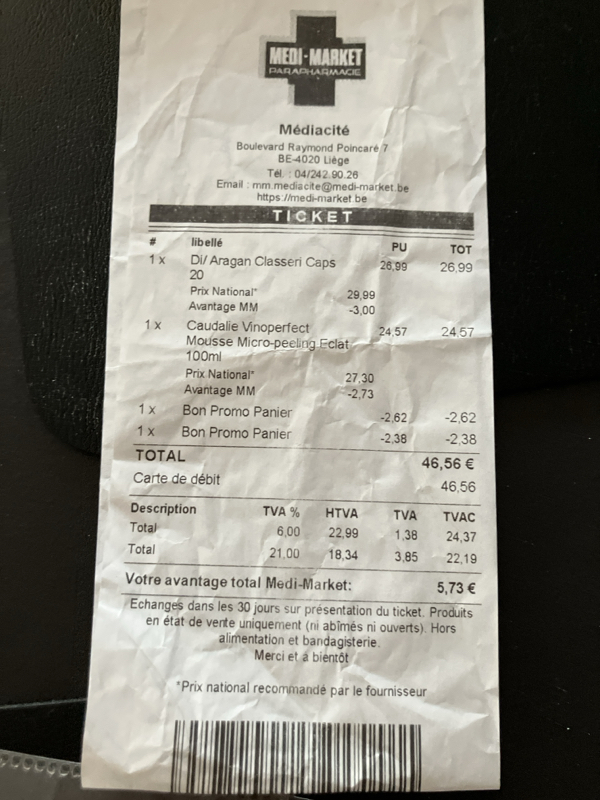 MEDI-MARKET
PARAPHARMACIE
Médiacité
Boulevard Raymond Poincaré 7
BE-4020 Liège
Tél. : 04/242.90.26
Email : mm.mediacite@medi-market.be
https://medi-market.be
TICKET
# libellé PU TOT
1 x Di/ Aragan Classeri Caps 26,99 26,99
20
Prix National* 29,99
Avantage MM -3,00
1 x Caudalie Vinoperfect 24,57 24,57
Mousse Micro-peeling Eclat
100ml
Prix National* 27,30
Avantage MM -2,73
1 x Bon Promo Panier -2,62 -2,62
1 x Bon Promo Panier -2,38 -2,38
TOTAL 46,56 €
Carte de débit 46,56
Description TVA % HTVA TVA TVAC
Total 6,00 22,99 1,38 24,37
Total 21,00 18,34 3,85 22,19
Votre avantage total Medi-Market: 5,73 €
Echanges dans les 30 jours sur présentation du ticket. Produits
en état de vente uniquement (ni abîmés ni ouverts). Hors
alimentation et bandagisterie.
Merci et à bientôt
*Prix national recommandé par le fournisseur